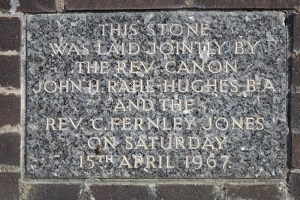 THIS STONE
WAS LAID JOINTLY BY
THE REV. CANON
JOHN H. RAHE-HUGHES B.A.
AND THE
REV. C. FERNLEY JONES
ON SATURDAY
15TH APRIL 1967